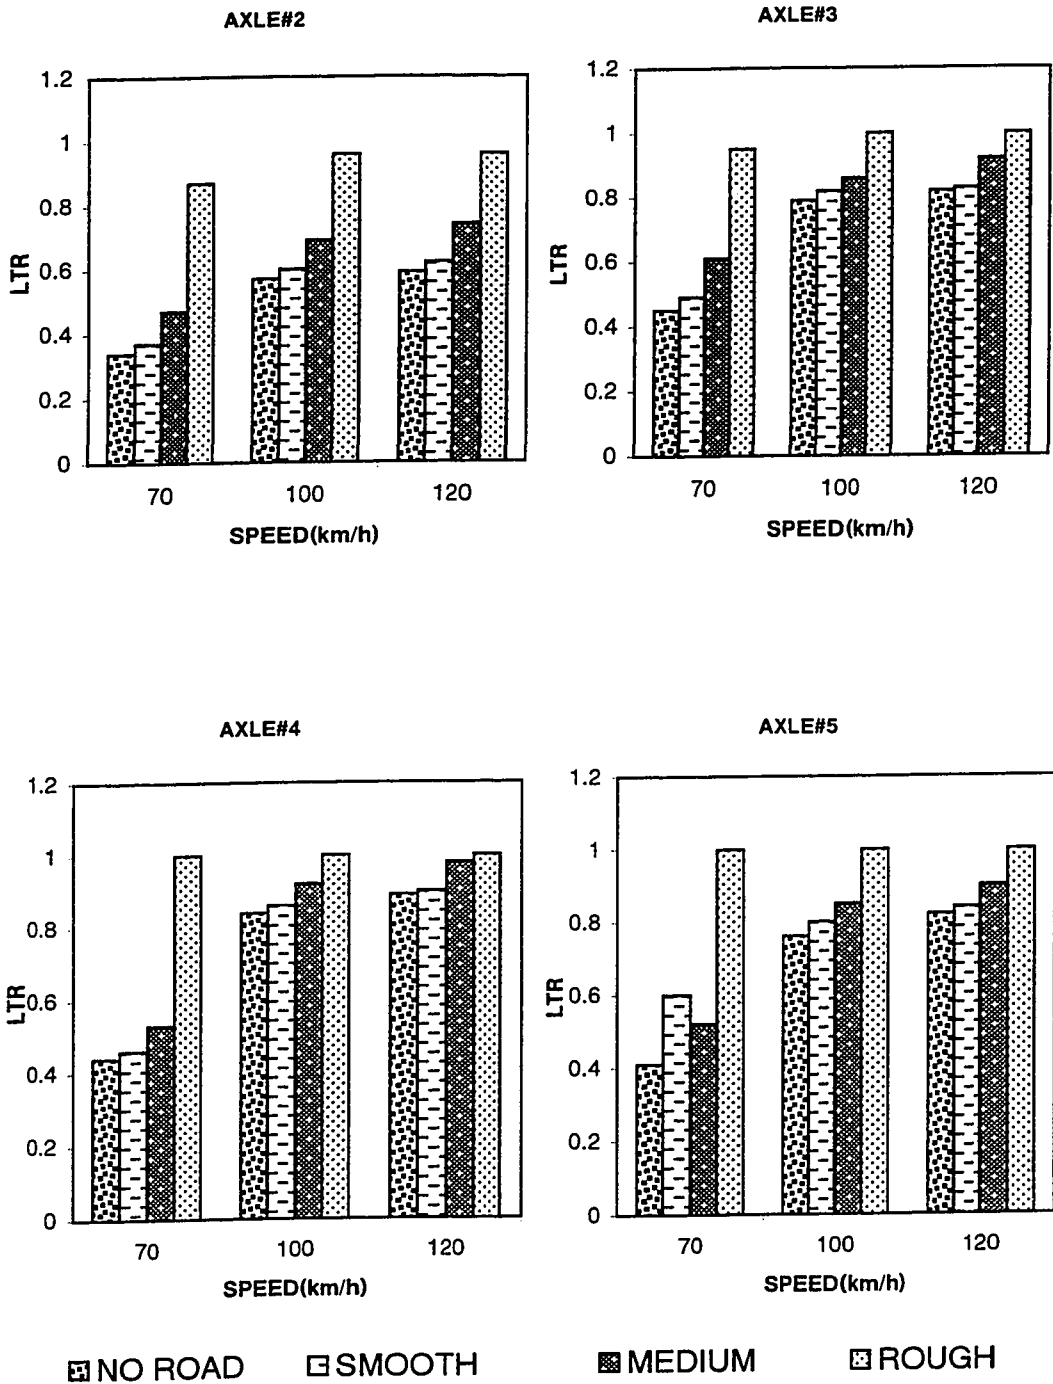 AXLE#2
1.2
1
0.8
0.6
0.4
0.2
0
LTR
70 100 120
SPEED(km/h)
AXLE#3
1.2
1
0.8
0.6
0.4
0.2
0
LTR
70 100 120
SPEED(km/h)
AXLE#4
1.2
1
0.8
0.6
0.4
0.2
0
LTR
70 100 120
SPEED(km/h)
AXLE#5
1.2
1
0.8
0.6
0.4
0.2
0
LTR
70 100 120
SPEED(km/h)
NO ROAD SMOOTH MEDIUM ROUGH